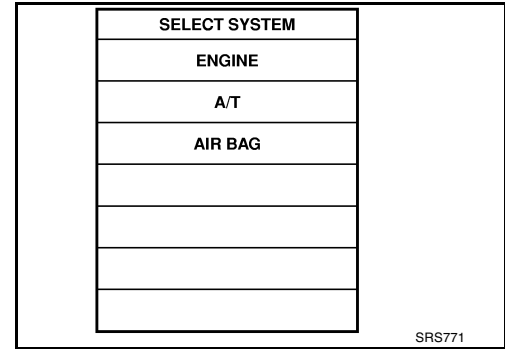 SELECT SYSTEM
ENGINE
A/T
AIR BAG
SRS771